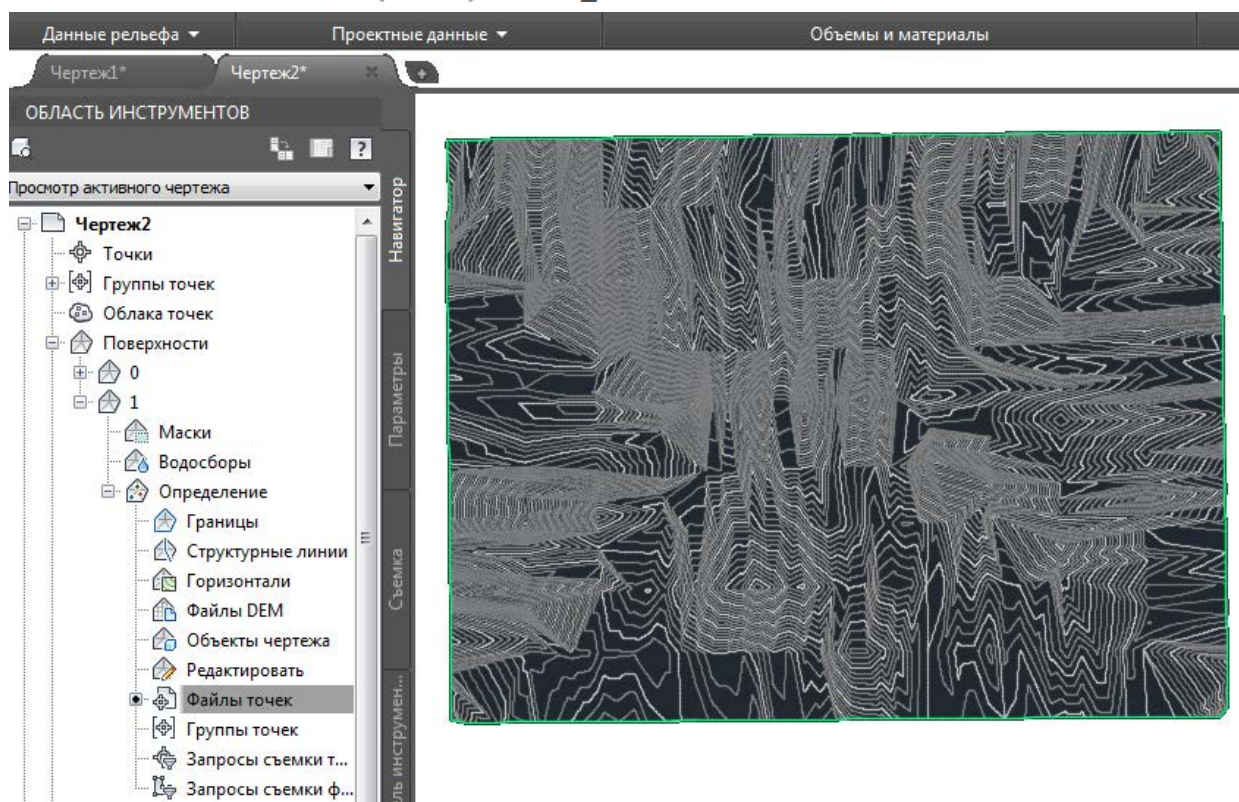 Данные рельефа
Проектные данные
Объемы и материалы
Чертеж1*
Чертеж2*
ОБЛАСТЬ ИНСТРУМЕНТОВ
Просмотр активного чертежа
Чертеж2
Точки
Группы точек
Облака точек
Поверхности
0
1
Маски
Водосборы
Определение
Границы
Структурные линии
Горизонтали
Файлы DEM
Объекты чертежа
Редактировать
Файлы точек
Группы точек
Запросы съемки т...
Запросы съемки ф...
Навигатор
Параметры
Съемка
ль инструмен...